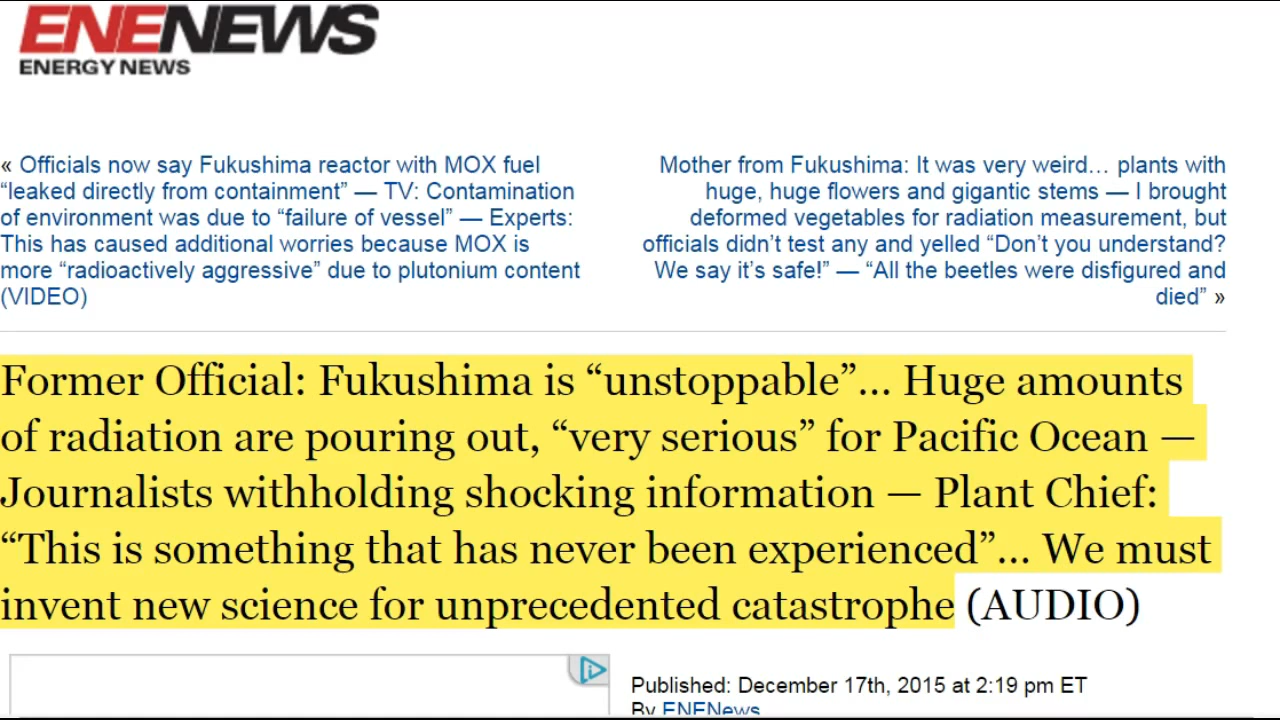 ENENEWS
ENERGY NEWS
« Officials now say Fukushima reactor with MOX fuel
“leaked directly from containment” — TV: Contamination
of environment was due to “failure of vessel” — Experts:
This has caused additional worries because MOX is
more “radioactively aggressive” due to plutonium content
(VIDEO)
Mother from Fukushima: It was very weird… plants with
huge, huge flowers and gigantic stems — I brought
deformed vegetables for radiation measurement, but
officials didn’t test any and yelled “Don’t you understand?
We say it’s safe!” — “All the beetles were disfigured and
died” »
Former Official: Fukushima is “unstoppable”… Huge amounts
of radiation are pouring out, “very serious” for Pacific Ocean —
Journalists withholding shocking information — Plant Chief:
“This is something that has never been experienced”… We must
invent new science for unprecedented catastrophe (AUDIO)
Published: December 17th, 2015 at 2:19 pm ET
By ENENews